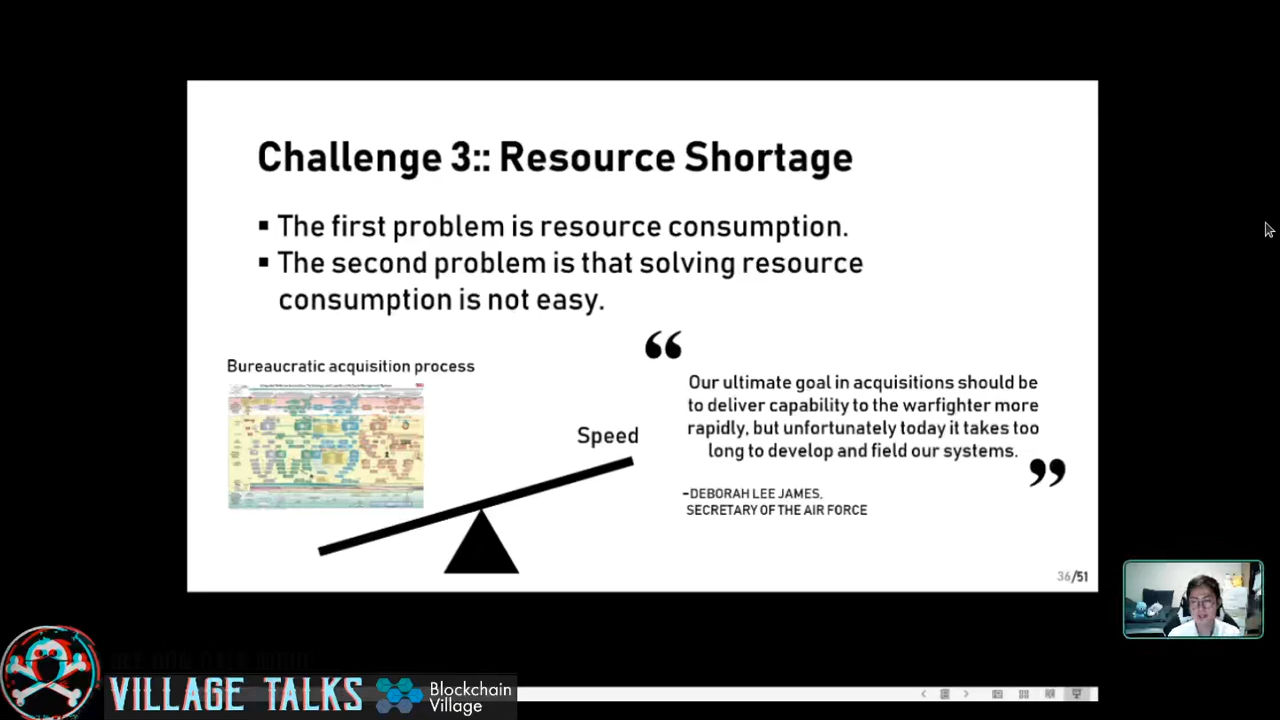 Challenge 3:: Resource Shortage
▪ The first problem is resource consumption.
▪ The second problem is that solving resource
consumption is not easy.
Bureaucratic acquisition process
Speed
“
Our ultimate goal in acquisitions should be
to deliver capability to the warfighter more
rapidly, but unfortunately today it takes too
long to develop and field our systems.
”
–DEBORAH LEE JAMES,
SECRETARY OF THE AIR FORCE
36/51
VILLAGE TALKS
Blockchain
Village